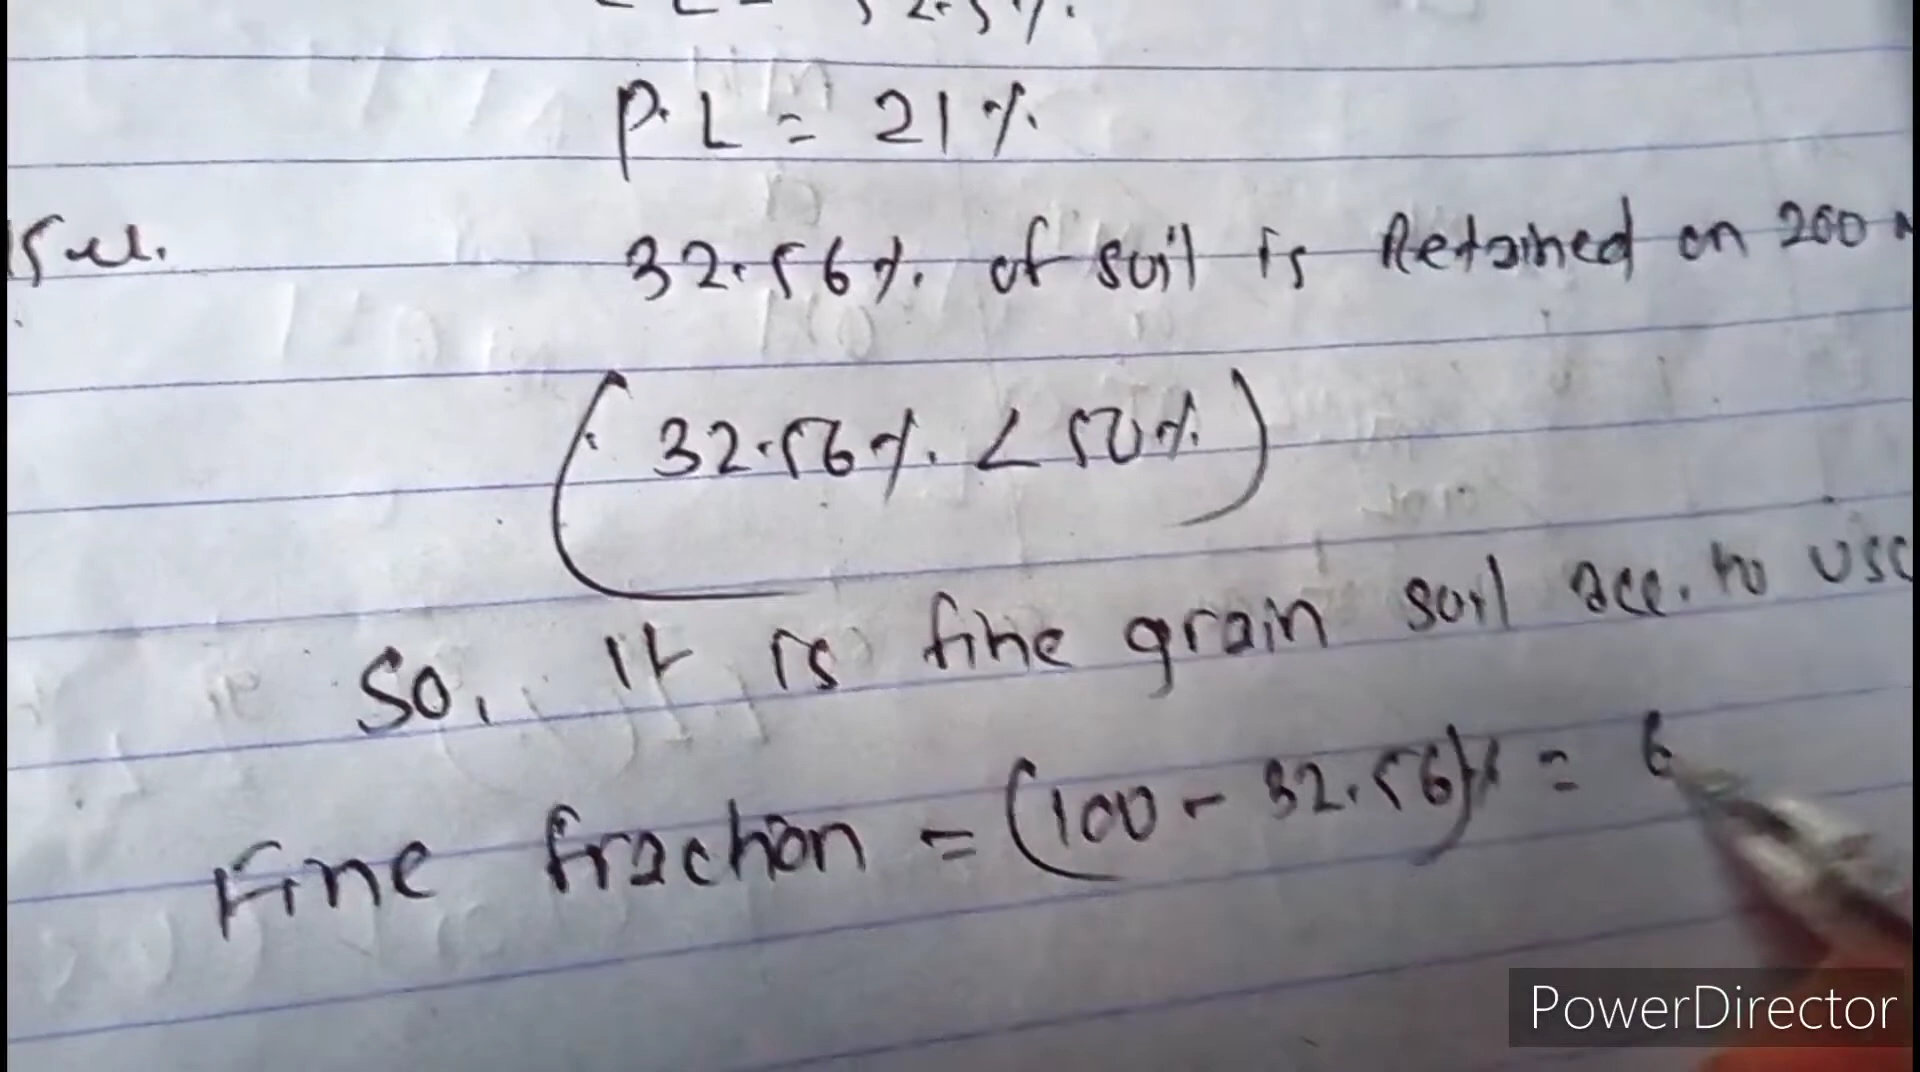 P.L = 21%
32.56% of soil is Retained on 200
(32.56% < 50%)
So, it is fine grain soil acc. to USC
Fine fraction = (100 - 32.56)% = 6
PowerDirector